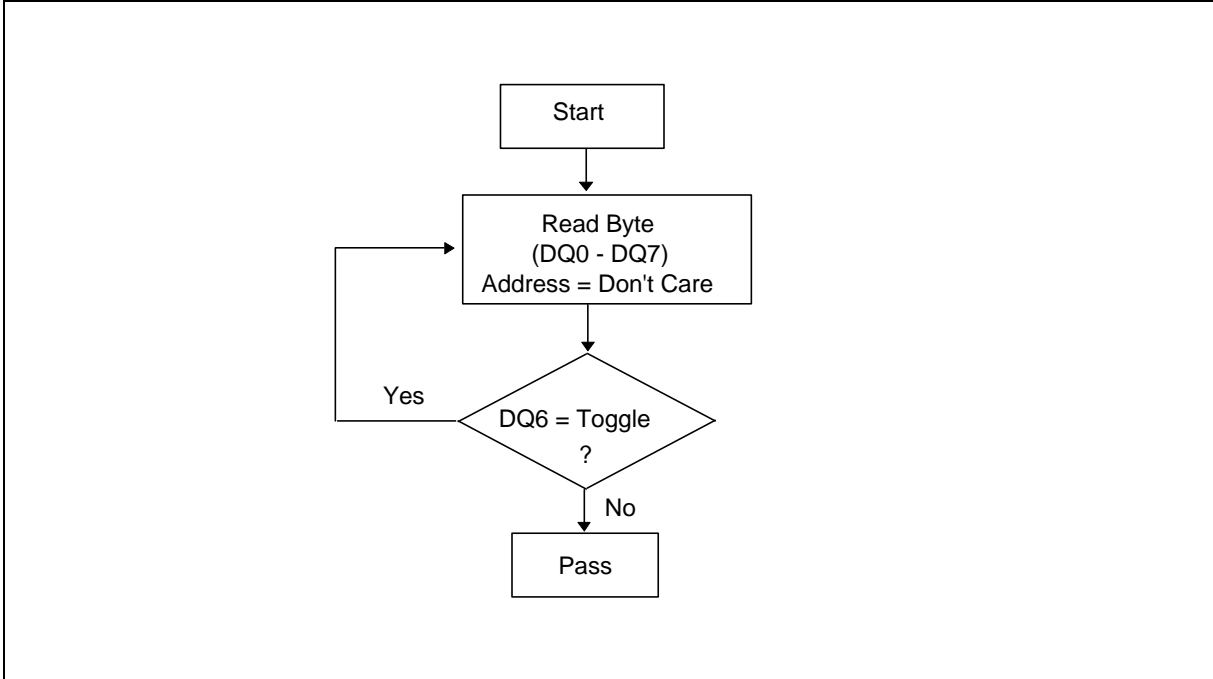 Start
Read Byte
(DQ0 - DQ7)
Address = Don't Care
Yes
DQ6 = Toggle
?
No
Pass